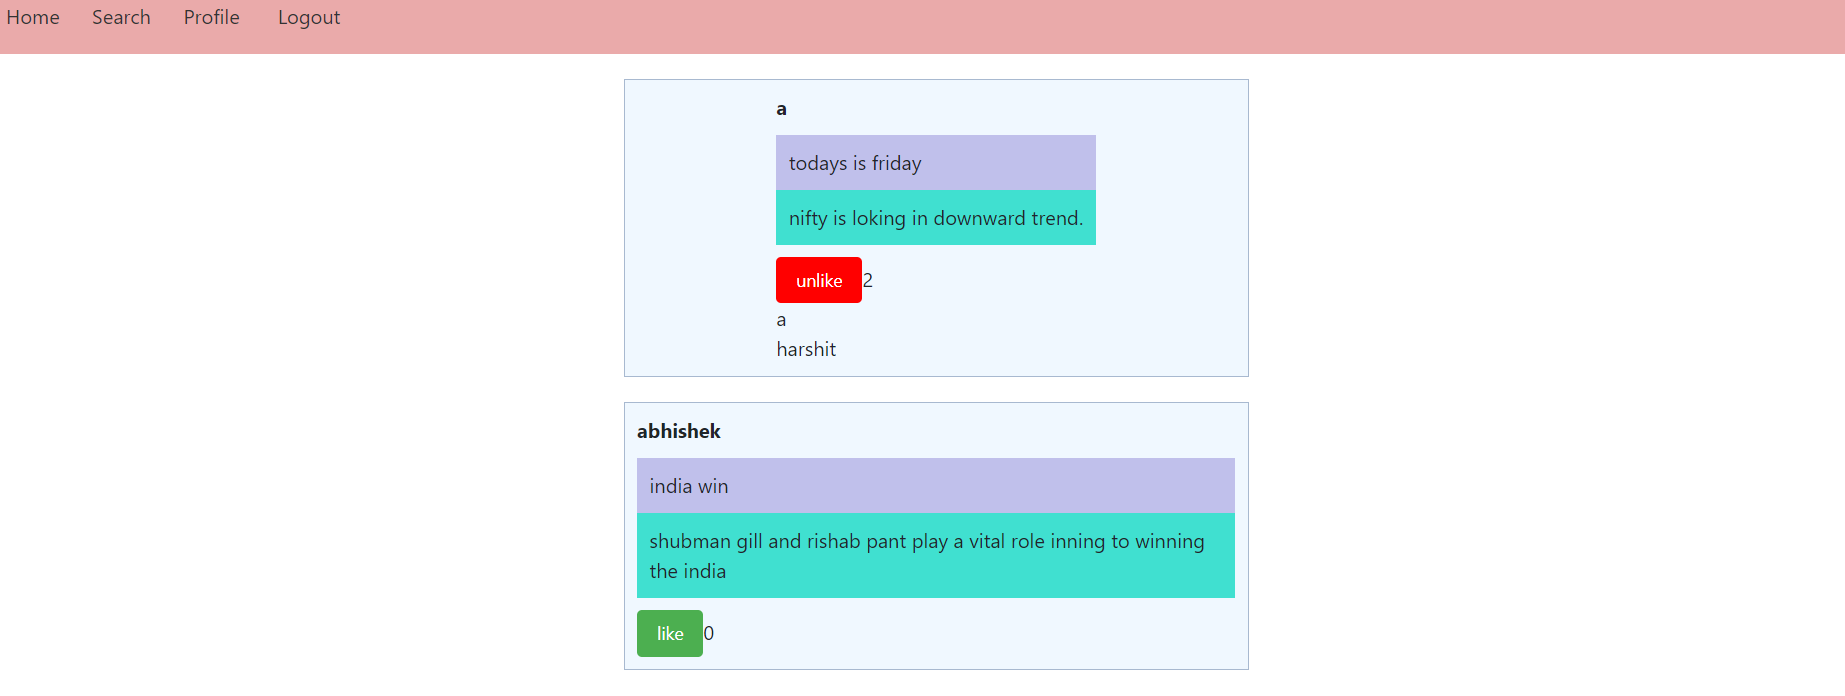 Home Search Profile Logout
a
todays is friday
nifty is loking in downward trend.
unlike 2
a
harshit
abhishek
india win
shubman gill and rishab pant play a vital role inning to winning
the india
like 0